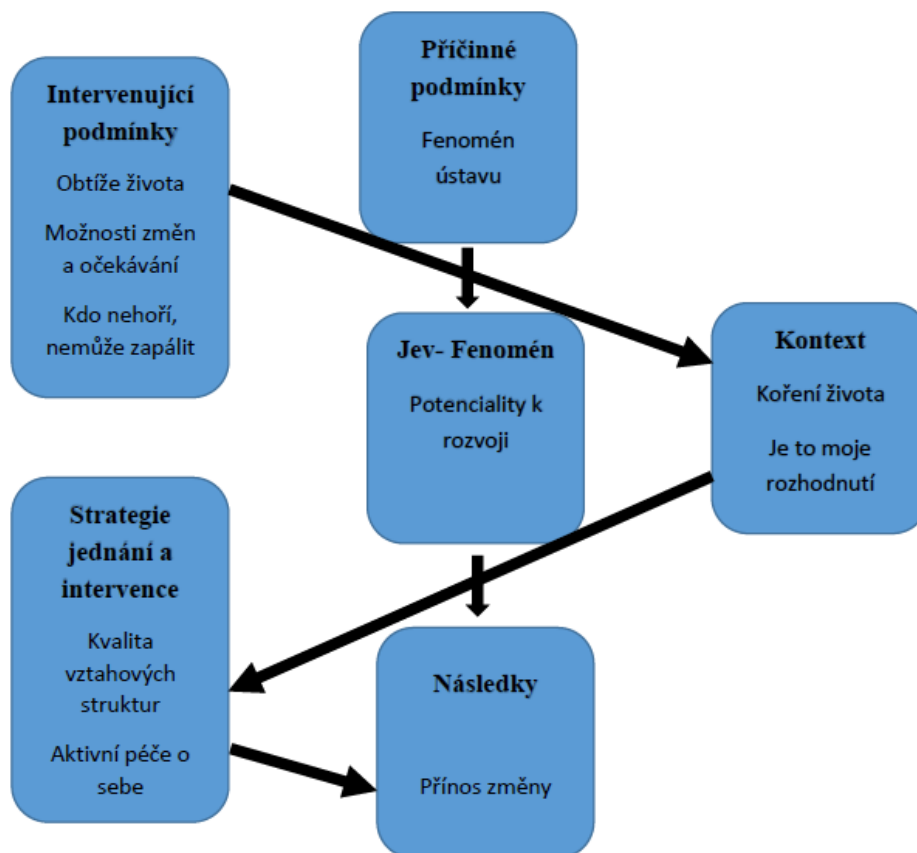 Příčinné
podmínky
Fenomén
ústavu
Intervenující
podmínky
Obtíže života
Možnosti změn
a očekávání
Kdo nehoří,
nemůže zapálit
Jev- Fenomén
Potenciality k
rozvoji
Kontext
Koření života
Je to moje
rozhodnutí
Strategie
jednání a
intervence
Kvalita
vztahových
struktur
Aktivní péče o
sebe
Následky
Přínos změny